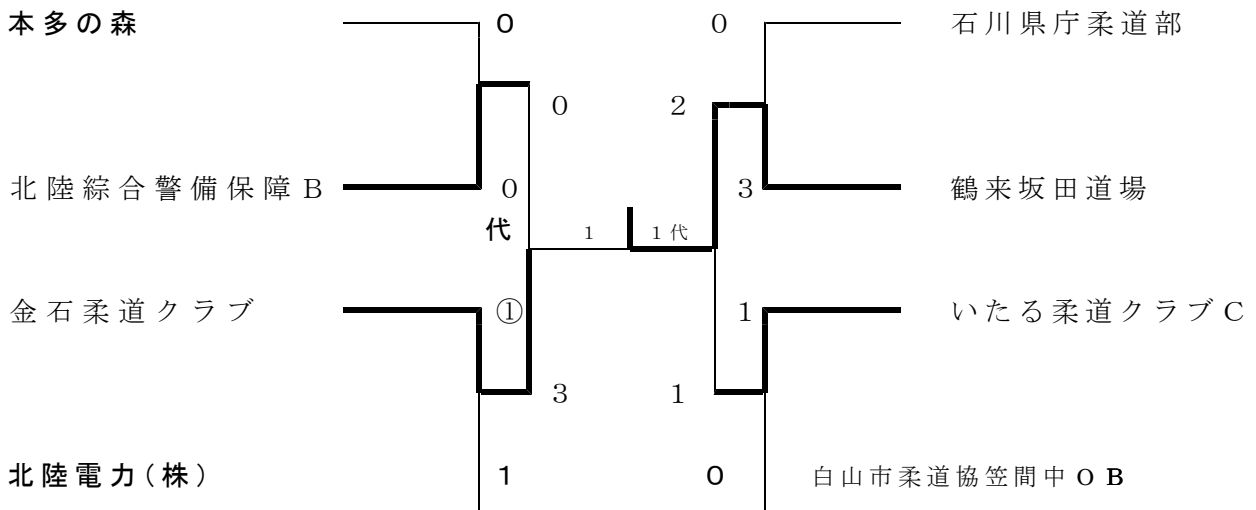 本多の森 0 0 石川県庁柔道部
0 2
北陸綜合警備保障B 0 3 鶴来坂田道場
代 1 1代
金石柔道クラブ ① 1 いたる柔道クラブC
3 1
北陸電力(株) 1 0 白山市柔道協笠間中OB